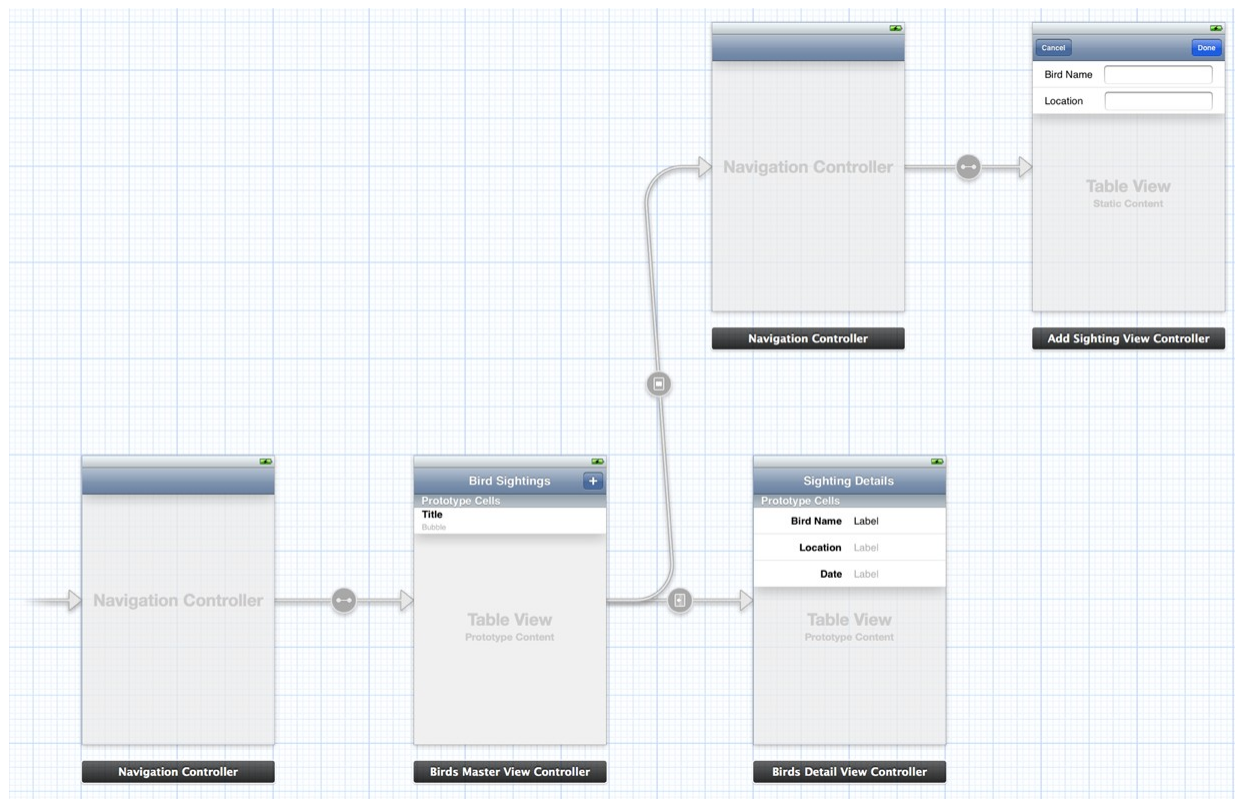 Cancel
Done
Bird Name
Location
Navigation Controller
Table View
Static Content
Navigation Controller
Add Sighting View Controller
Bird Sightings
+
Sighting Details
Prototype Cells
Prototype Cells
Title
Bubble
Bird Name Label
Location Label
Date Label
Navigation Controller
Table View
Prototype Content
Table View
Prototype Content
Navigation Controller
Birds Master View Controller
Birds Detail View Controller